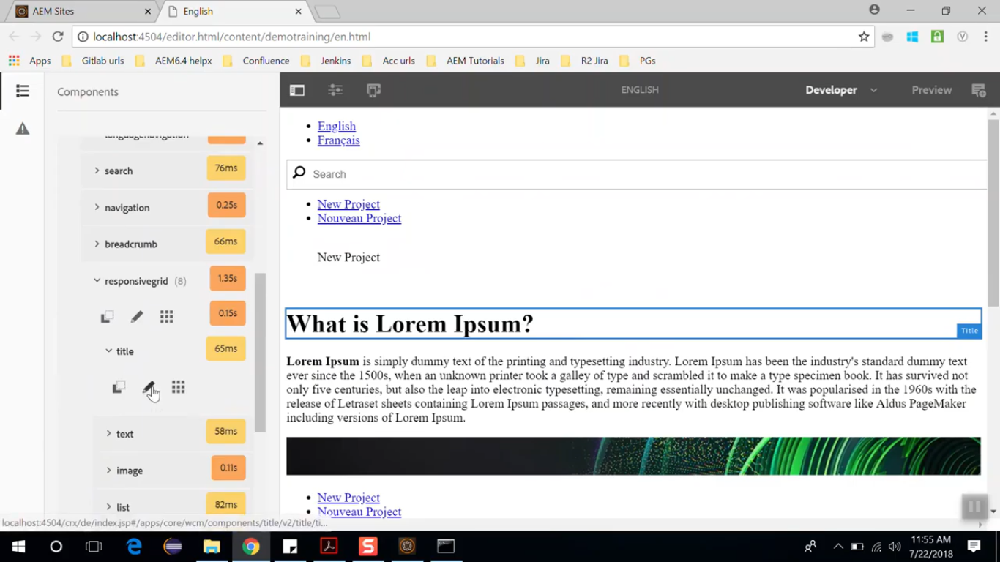 AEM Sites
English
localhost:4504/editor.html/content/demotraining/en.html
Apps Gitlab urls AEM6.4 helpx Confluence Jenkins Acc urls AEM Tutorials Jira R2 Jira PGs
Components
ENGLISH
Developer
Preview
languagenavigation
search 76ms
navigation 0.25s
breadcrumb 66ms
responsivegrid (8) 1.35s
0.15s
title 65ms
text 58ms
image 0.11s
list 82ms
English
Français
Search
New Project
Nouveau Project
New Project
What is Lorem Ipsum?
Title
Lorem Ipsum is simply dummy text of the printing and typesetting industry. Lorem Ipsum has been the industry's standard dummy text
ever since the 1500s, when an unknown printer took a galley of type and scrambled it to make a type specimen book. It has survived not
only five centuries, but also the leap into electronic typesetting, remaining essentially unchanged. It was popularised in the 1960s with the
release of Letraset sheets containing Lorem Ipsum passages, and more recently with desktop publishing software like Aldus PageMaker
including versions of Lorem Ipsum.
New Project
Nouveau Project
localhost:4504/crx/de/index.jsp#/apps/core/wcm/components/title/v2/title/ti...
11:55 AM
7/22/2018